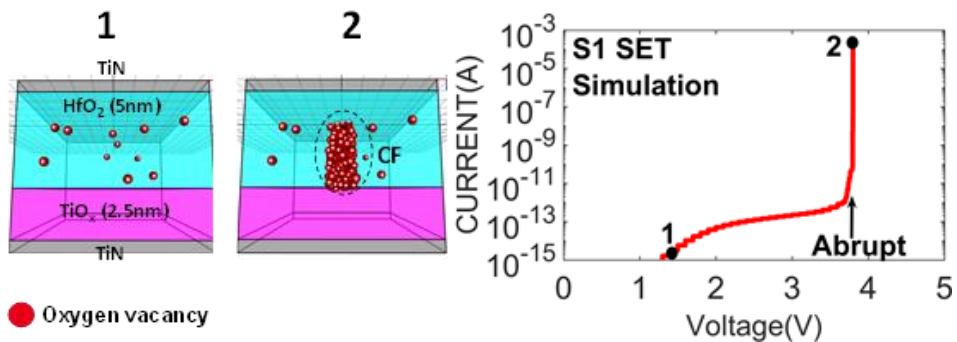 1
2
TiN
HfO₂ (5nm)
CF
TiOₓ (2.5nm)
TiN
Oxygen vacancy
S1 SET
Simulation
2
1
Abrupt
CURRENT(A)
10⁻³
10⁻⁵
10⁻⁷
10⁻⁹
10⁻¹¹
10⁻¹³
10⁻¹⁵
0 1 2 3 4 5
Voltage(V)